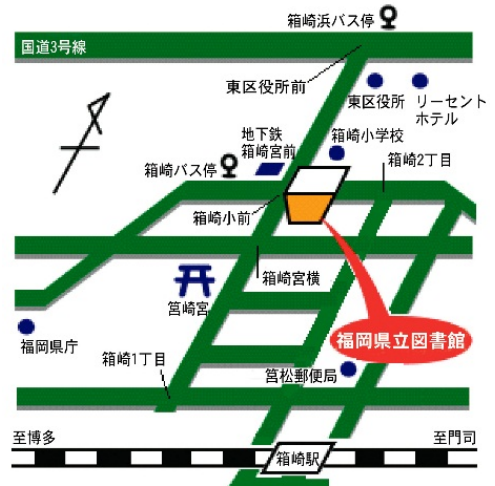 箱崎浜バス停
国道3号線
東区役所前
東区役所
リーセント
ホテル
地下鉄
箱崎宮前
箱崎小学校
箱崎バス停
箱崎2丁目
箱崎小前
箱崎宮横
筥崎宮
福岡県庁
福岡県立図書館
箱崎1丁目
筥松郵便局
至博多
至門司
箱崎駅